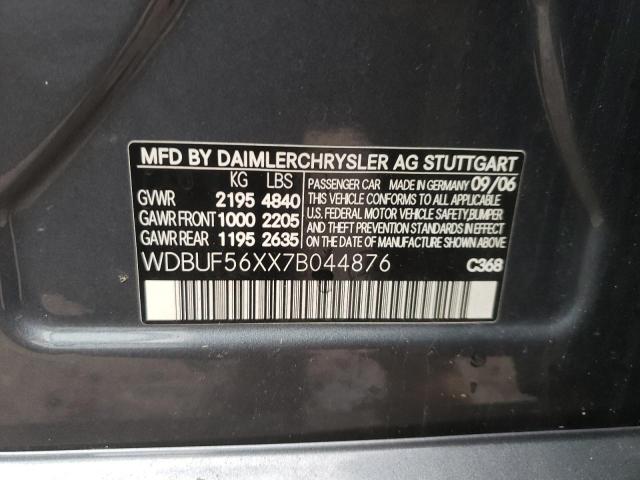 MFD BY DAIMLERCHRYSLER AG STUTTGART
KG LBS
GVWR 2195 4840
GAWR FRONT 1000 2205
GAWR REAR 1195 2635
PASSENGER CAR MADE IN GERMANY 09/06
THIS VEHICLE CONFORMS TO ALL APPLICABLE
U.S. FEDERAL MOTOR VEHICLE SAFETY, BUMPER
AND THEFT PREVENTION STANDARDS IN EFFECT
ON THE DATE OF MANUFACTURE SHOWN ABOVE
WDBUF56XX7B044876
C368